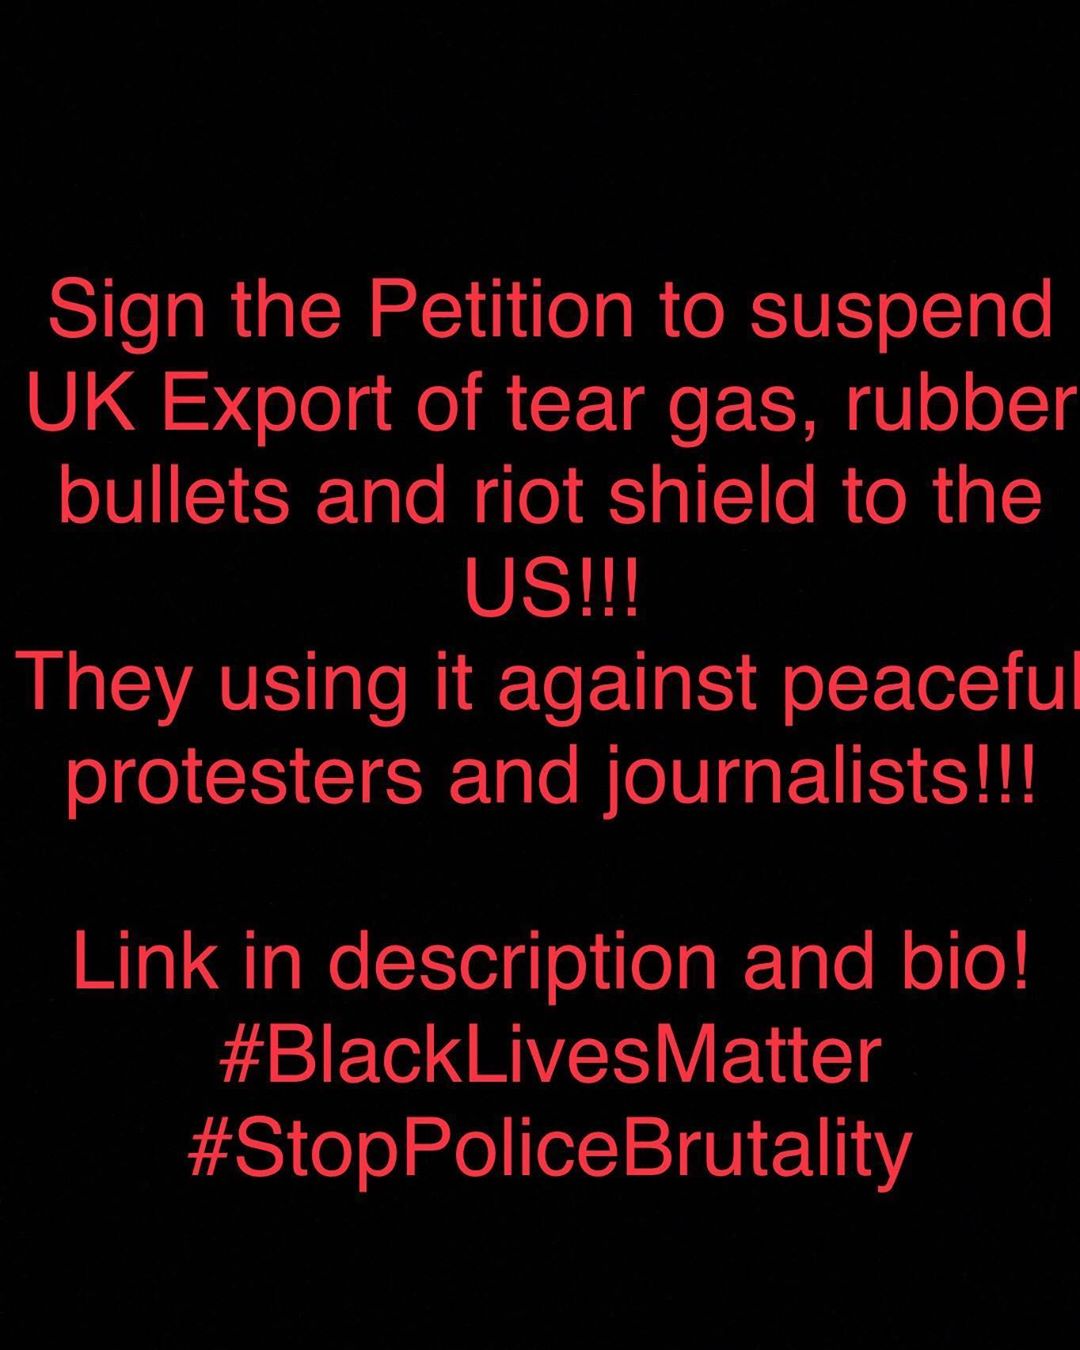 Sign the Petition to suspend
UK Export of tear gas, rubber
bullets and riot shield to the
US!!!
They using it against peaceful
protesters and journalists!!!
Link in description and bio!
#BlackLivesMatter
#StopPoliceBrutality